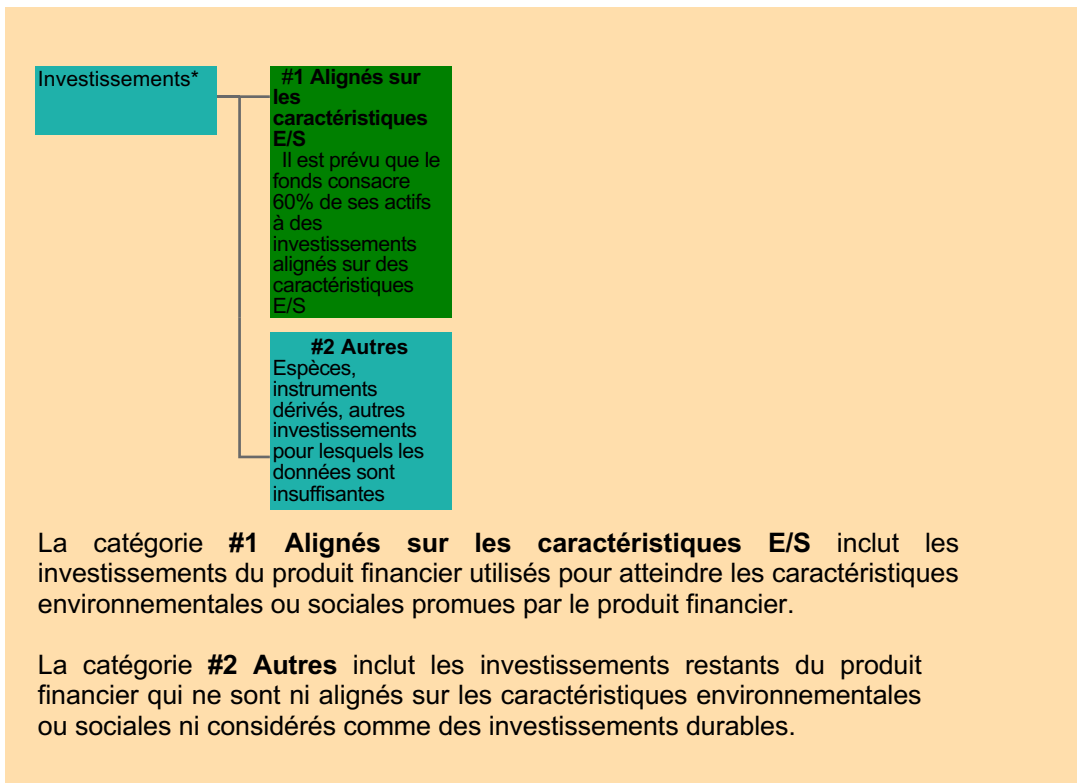 Investissements*
#1 Alignés sur
les
caractéristiques
E/S
Il est prévu que le
fonds consacre
60% de ses actifs
à des
investissements
alignés sur des
caractéristiques
E/S
#2 Autres
Espèces,
instruments
dérivés, autres
investissements
pour lesquels les
données sont
insuffisantes
La catégorie #1 Alignés sur les caractéristiques E/S inclut les
investissements du produit financier utilisés pour atteindre les caractéristiques
environnementales ou sociales promues par le produit financier.
La catégorie #2 Autres inclut les investissements restants du produit
financier qui ne sont ni alignés sur les caractéristiques environnementales
ou sociales ni considérés comme des investissements durables.